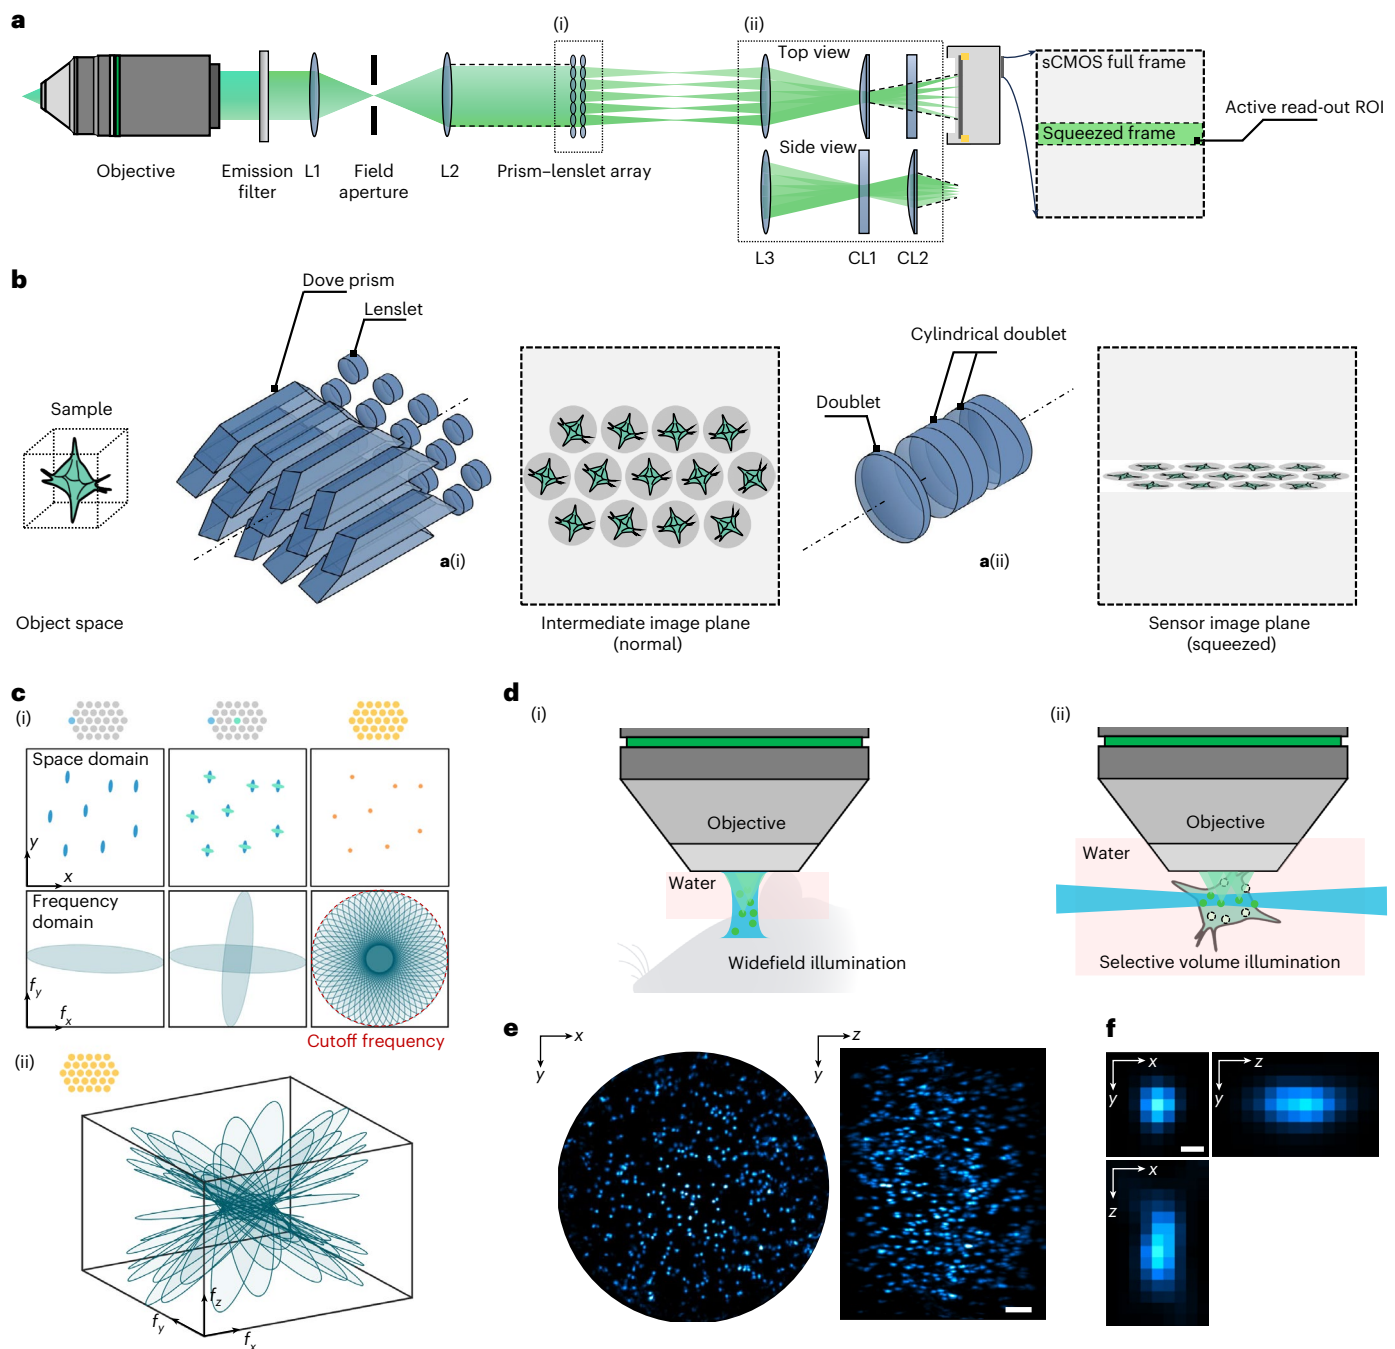 a
(i)
(ii)
Top view
sCMOS full frame
Active read-out ROI
Squeezed frame
Side view
Objective
Emission
filter
L1
Field
aperture
L2
Prism–lenslet array
L3
CL1
CL2
b
Dove prism
Lenslet
Cylindrical doublet
Doublet
Sample
a(i)
a(ii)
Object space
Intermediate image plane
(normal)
Sensor image plane
(squeezed)
c
(i)
Space domain
y
x
Frequency
domain
fy
fx
Cutoff frequency
(ii)
fz
fy
fx
d
(i)
Objective
Water
Widefield illumination
(ii)
Objective
Water
Selective volume illumination
e
x
y
z
y
f
x
y
z
y
x
z